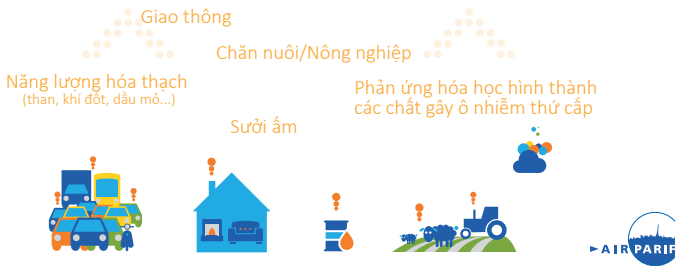 Giao thông
Chăn nuôi/Nông nghiệp
Năng lượng hóa thạch
(than, khí đốt, dầu mỏ...)
Phản ứng hóa học hình thành
các chất gây ô nhiễm thứ cấp
Sưởi ấm
AIRPARIF